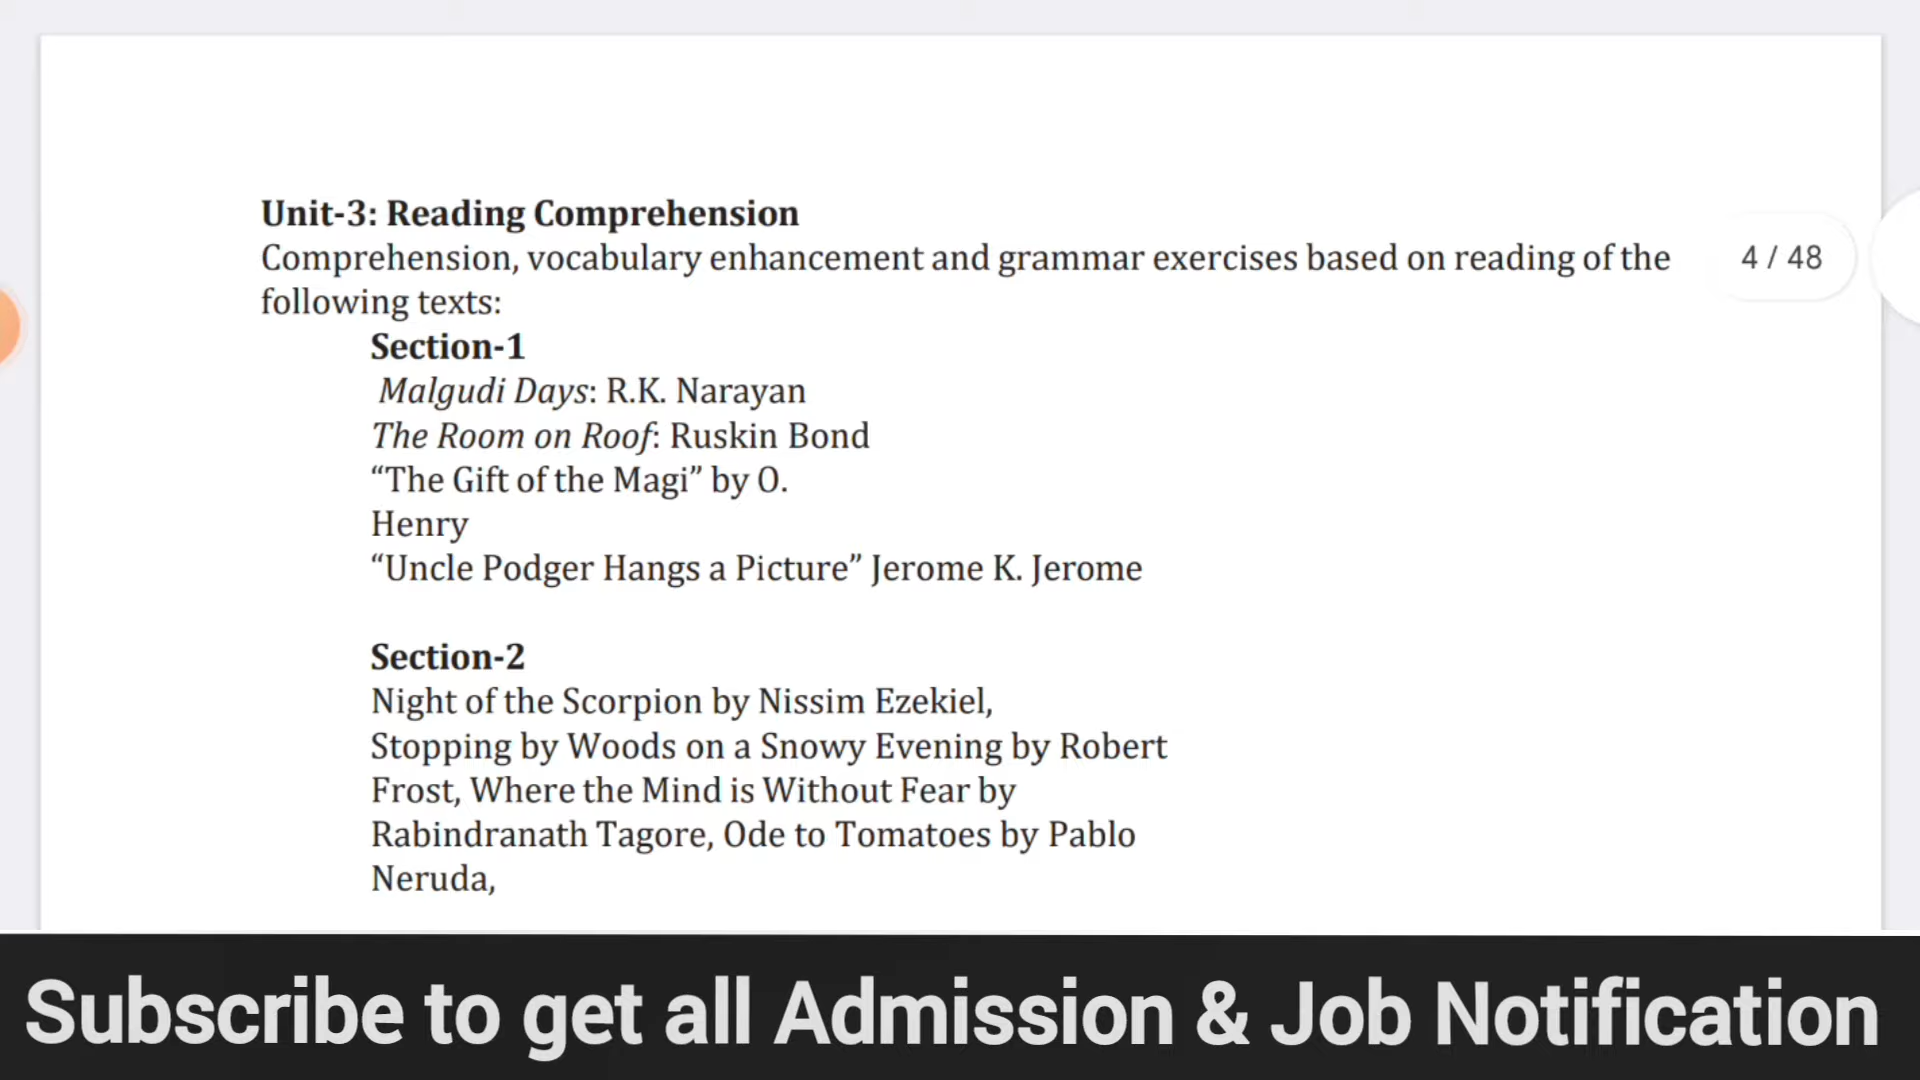 Unit-3: Reading Comprehension
Comprehension, vocabulary enhancement and grammar exercises based on reading of the
following texts:
4 / 48
Section-1
Malgudi Days: R.K. Narayan
The Room on Roof: Ruskin Bond
“The Gift of the Magi” by O.
Henry
“Uncle Podger Hangs a Picture” Jerome K. Jerome
Section-2
Night of the Scorpion by Nissim Ezekiel,
Stopping by Woods on a Snowy Evening by Robert
Frost, Where the Mind is Without Fear by
Rabindranath Tagore, Ode to Tomatoes by Pablo
Neruda,
Subscribe to get all Admission & Job Notification